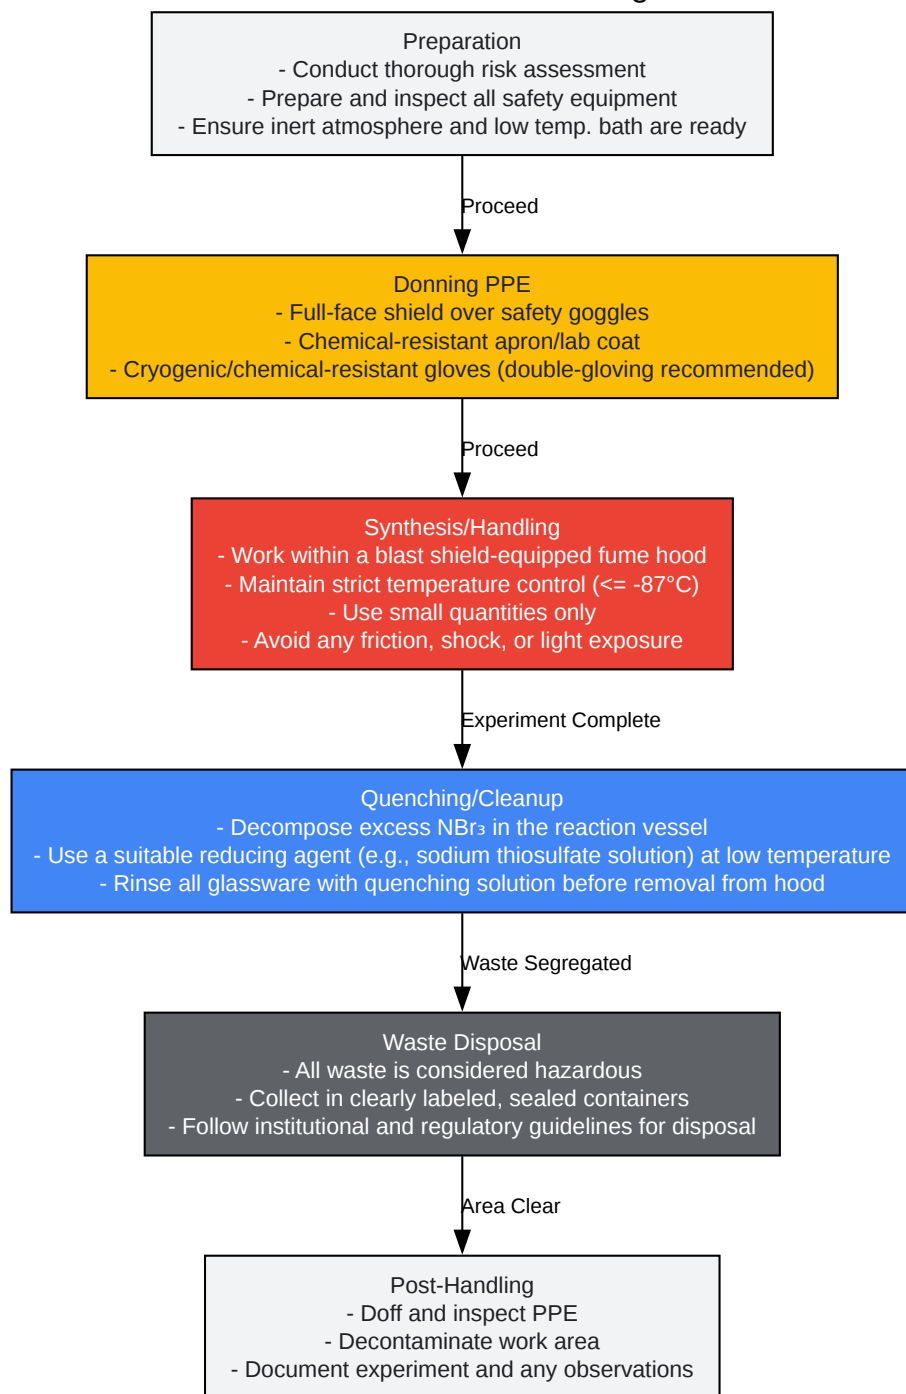 Preparation
- Conduct thorough risk assessment
- Prepare and inspect all safety equipment
- Ensure inert atmosphere and low temp. bath are ready
Proceed
Donning PPE
- Full-face shield over safety goggles
- Chemical-resistant apron/lab coat
- Cryogenic/chemical-resistant gloves (double-gloving recommended)
Proceed
Synthesis/Handling
- Work within a blast shield-equipped fume hood
- Maintain strict temperature control (<= -87°C)
- Use small quantities only
- Avoid any friction, shock, or light exposure
Experiment Complete
Quenching/Cleanup
- Decompose excess NBr₃ in the reaction vessel
- Use a suitable reducing agent (e.g., sodium thiosulfate solution) at low temperature
- Rinse all glassware with quenching solution before removal from hood
Waste Segregated
Waste Disposal
- All waste is considered hazardous
- Collect in clearly labeled, sealed containers
- Follow institutional and regulatory guidelines for disposal
Area Clear
Post-Handling
- Doff and inspect PPE
- Decontaminate work area
- Document experiment and any observations